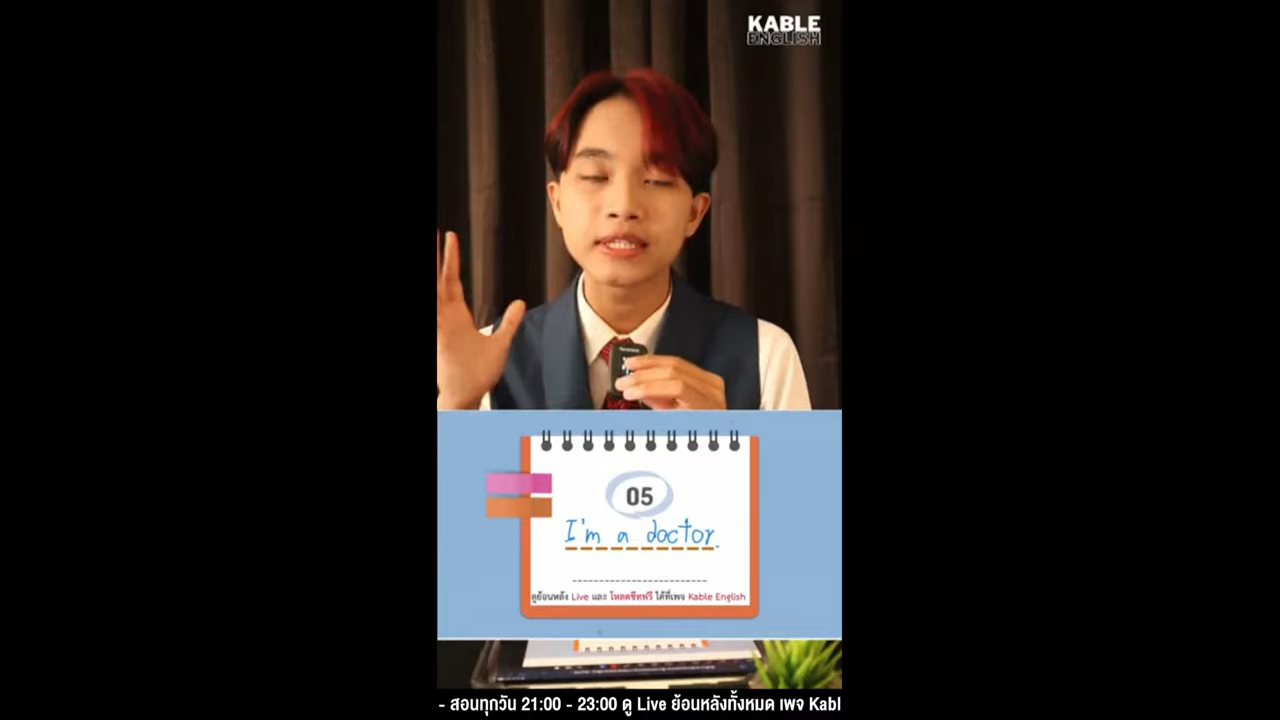 KABLE
ENGLISH
05
I'm a doctor.
ดูย้อนหลัง Live และ โหลดชีทฟรี ได้ที่เพจ Kable English
- สอนทุกวัน 21:00 - 23:00 ดู Live ย้อนหลังทั้งหมด เพจ Kabl